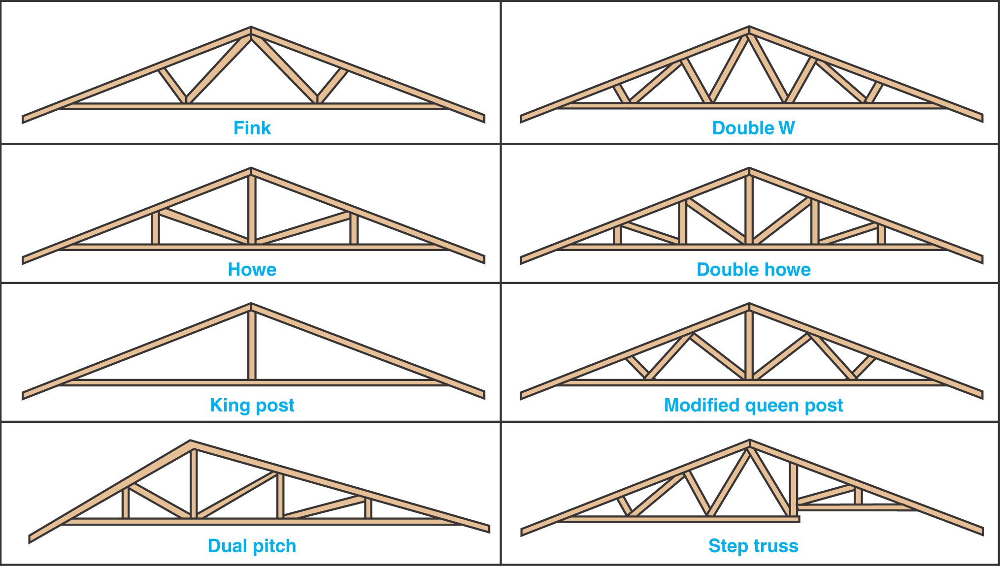 Fink
Double W
Howe
Double howe
King post
Modified queen post
Dual pitch
Step truss